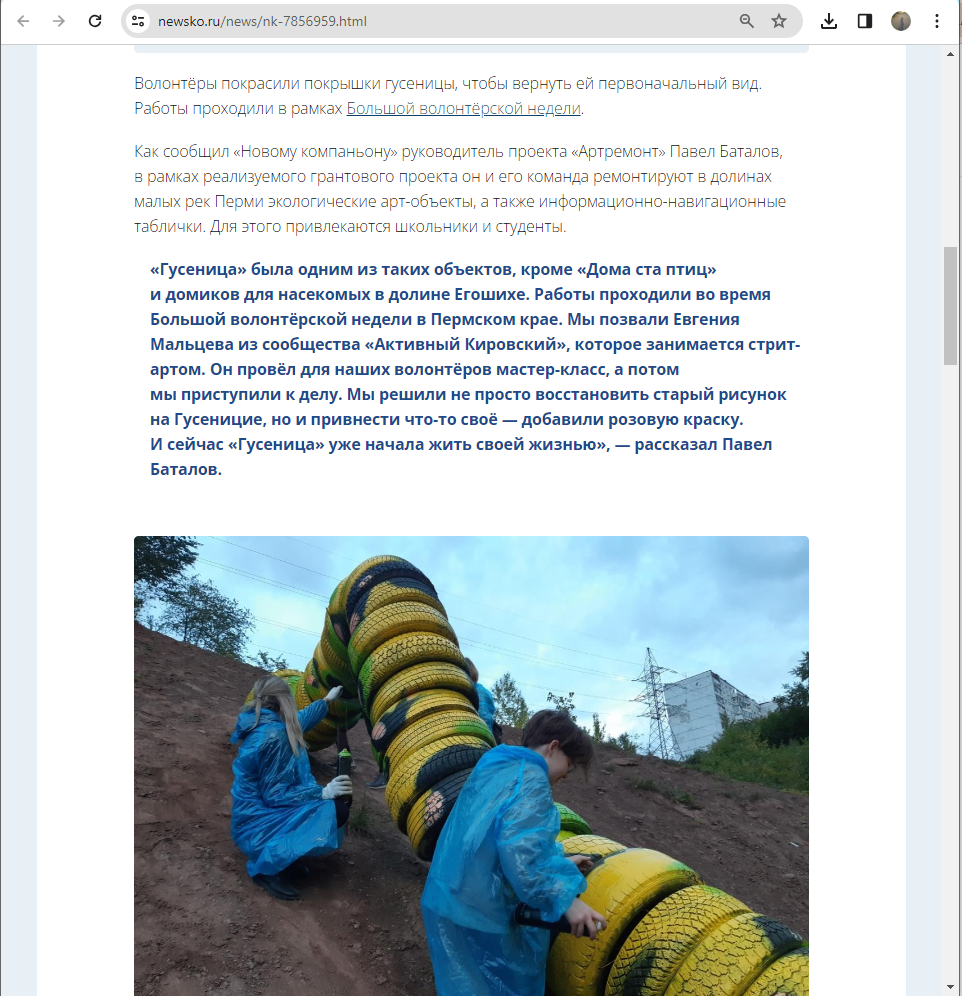 newsko.ru/news/nk-7856959.html
Волонтёры покрасили покрышки гусеницы, чтобы вернуть ей первоначальный вид.
Работы проходили в рамках Большой волонтёрской недели.
Как сообщил «Новому компаньону» руководитель проекта «Артремонт» Павел Баталов,
в рамках реализуемого грантового проекта он и его команда ремонтируют в долинах
малых рек Перми экологические арт-объекты, а также информационно-навигационные
таблички. Для этого привлекаются школьники и студенты.
«Гусеница» была одним из таких объектов, кроме «Дома ста птиц»
и домиков для насекомых в долине Егошихе. Работы проходили во время
Большой волонтёрской недели в Пермском крае. Мы позвали Евгения
Мальцева из сообщества «Активный Кировский», которое занимается стрит-
артом. Он провёл для наших волонтёров мастер-класс, а потом
мы приступили к делу. Мы решили не просто восстановить старый рисунок
на Гусеницие, но и привнести что-то своё — добавили розовую краску.
И сейчас «Гусеница» уже начала жить своей жизнью», — рассказал Павел
Баталов.